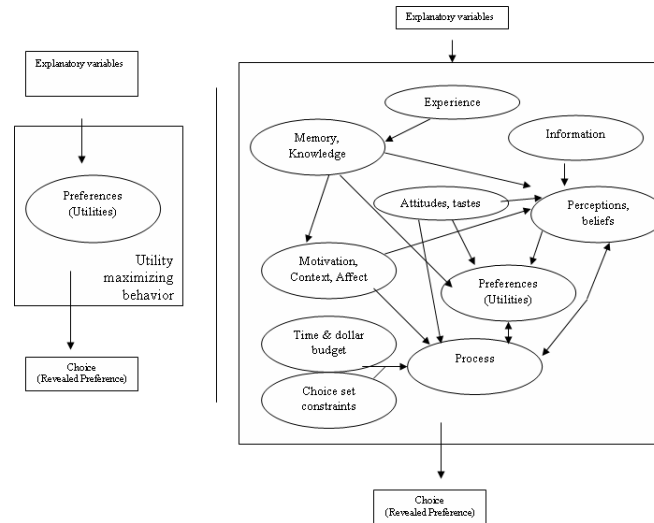 Explanatory variables
Preferences
(Utilities)
Utility
maximizing
behavior
Choice
(Revealed Preference)
Explanatory variables
Experience
Memory,
Knowledge
Information
Attitudes, tastes
Perceptions,
beliefs
Motivation,
Context, Affect
Preferences
(Utilities)
Time & dollar
budget
Process
Choice set
constraints
Choice
(Revealed Preference)